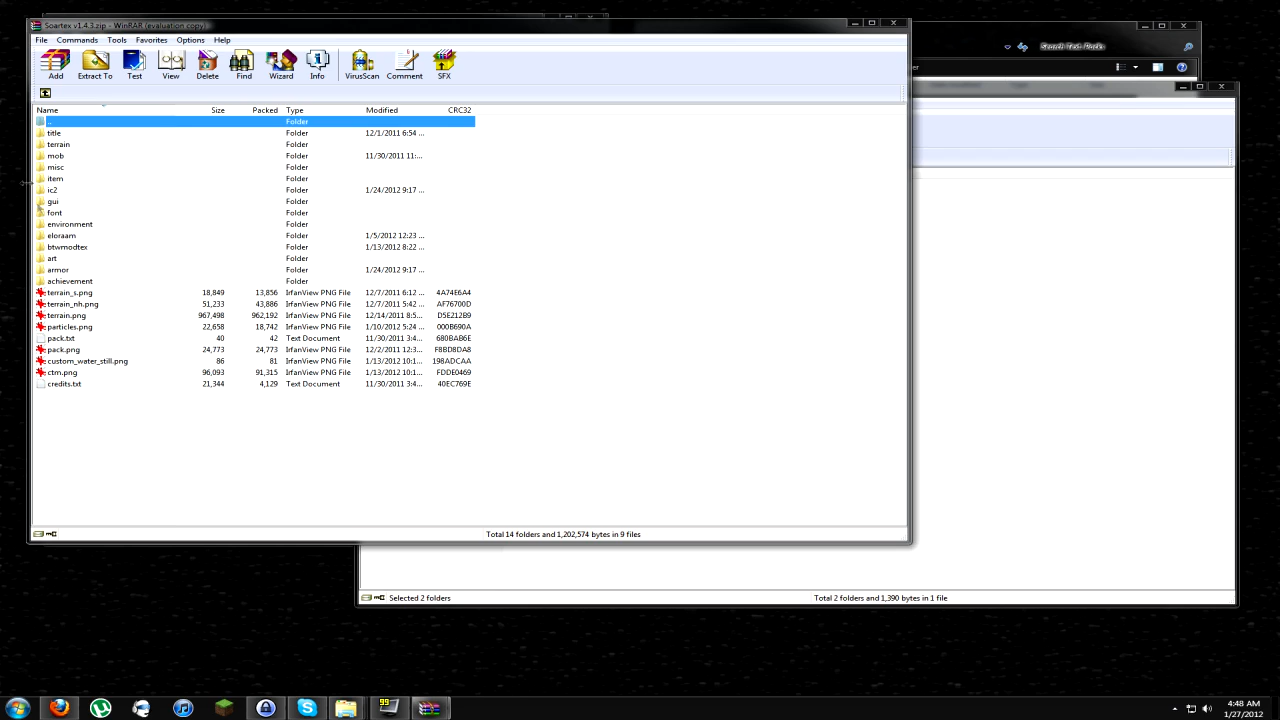 Soartex v1.4.3.zip - WinRAR (evaluation copy)
File Commands Tools Favorites Options Help
Add Extract To Test View Delete Find Wizard Info VirusScan Comment SFX
Search Text-Packs
Name Size Packed Type Modified CRC32
.. Folder
title Folder 12/1/2011 6:54 ...
terrain Folder
mob Folder 11/30/2011 11:...
misc Folder
item Folder
ic2 Folder 1/24/2012 9:17 ...
gui Folder
font Folder
environment Folder
eloraam Folder 1/5/2012 12:23 ...
btwmodtex Folder 1/13/2012 8:22 ...
art Folder
armor Folder 1/24/2012 9:17 ...
achievement Folder
terrain_s.png 18,849 13,856 IrfanView PNG File 12/7/2011 6:12 ... 4A74E6A4
terrain_nh.png 51,233 43,886 IrfanView PNG File 12/7/2011 5:42 ... AF76700D
terrain.png 967,498 962,192 IrfanView PNG File 12/14/2011 8:5... D5E212B9
particles.png 22,658 18,742 IrfanView PNG File 1/10/2012 5:24 ... 000B690A
pack.txt 40 42 Text Document 11/30/2011 3:4... 680BAB6E
pack.png 24,773 24,773 IrfanView PNG File 12/2/2011 12:3... F8BD8DA8
custom_water_still.png 86 81 IrfanView PNG File 1/13/2012 10:1... 198ADCAA
ctm.png 96,093 91,315 IrfanView PNG File 1/13/2012 10:1... FDDE0469
credits.txt 21,344 4,129 Text Document 11/30/2011 3:4... 40EC769E
Total 14 folders and 1,202,574 bytes in 9 files
Selected 2 folders Total 2 folders and 1,390 bytes in 1 file
99
4:48 AM
1/27/2012